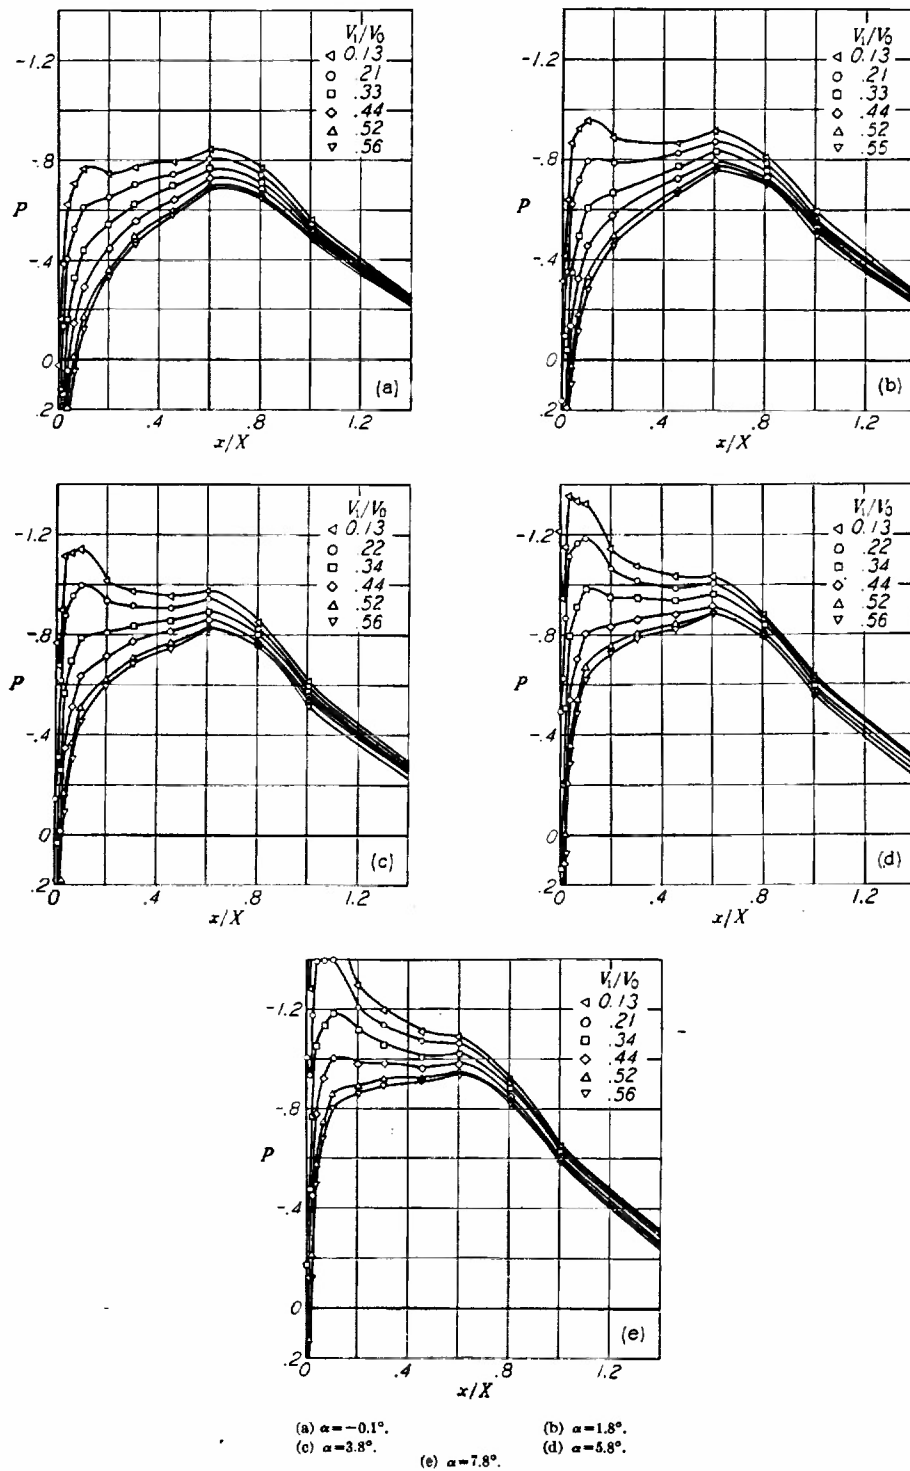 V₁/V₀
0.13
.21
.33
.44
.52
.56
-1.2
-.8
P
-.4
0
.2
0 .4 .8 1.2
x/X
(a)
V₁/V₀
0.13
.21
.33
.44
.52
.55
-1.2
-.8
P
-.4
0
.2
0 .4 .8 1.2
x/X
(b)
V₁/V₀
0.13
.22
.34
.44
.52
.56
-1.2
-.8
P
-.4
0
.2
0 .4 .8 1.2
x/X
(c)
V₁/V₀
0.13
.22
.34
.44
.52
.56
-1.2
-.8
P
-.4
0
.2
0 .4 .8 1.2
x/X
(d)
V₁/V₀
0.13
.21
.34
.44
.52
.56
-1.2
-.8
P
-.4
0
.2
0 .4 .8 1.2
x/X
(e)
(a) α=−0.1°. (b) α=1.8°.
(c) α=3.8°. (d) α=5.8°.
(e) α=7.8°.